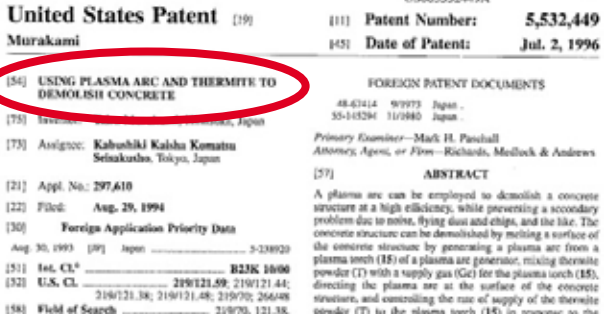 United States Patent [19]
Murakami
[11] Patent Number: 5,532,449
[45] Date of Patent: Jul. 2, 1996
[54] USING PLASMA ARC AND THERMITE TO
DEMOLISH CONCRETE
[75] Japan
[73] Assignee: Kabushiki Kaisha Komatsu
Seisakusho, Tokyo, Japan
[21] Appl. No.: 297,610
[22] Filed: Aug. 29, 1994
[30] Foreign Application Priority Data
Aug. 30, 1993 [JP] Japan 5-238920
[51] Int. Cl.⁶ B23K 10/00
[52] U.S. Cl. 219/121.59; 219/121.44;
219/121.38; 219/121.48; 219/70; 266/48
[58] Field of Search 219/70, 121.38,
FOREIGN PATENT DOCUMENTS
48-67414 9/1973 Japan .
55-145294 11/1980 Japan .
Primary Examiner—Mark H. Paschall
Attorney, Agent, or Firm—Richards, Medlock & Andrews
[57] ABSTRACT
A plasma arc can be employed to demolish a concrete
structure at a high efficiency, while preventing a secondary
problem due to noise, flying dust and chips, and the like. The
concrete structure can be demolished by melting a surface of
the concrete structure by generating a plasma arc from a
plasma torch (15) of a plasma arc generator, mixing thermite
powder (T) with a supply gas (Gc) for the plasma torch (15),
directing the plasma arc at the surface of the concrete
structure, and controlling the rate of supply of the thermite
powder (T) to the plasma torch (15) in response to the